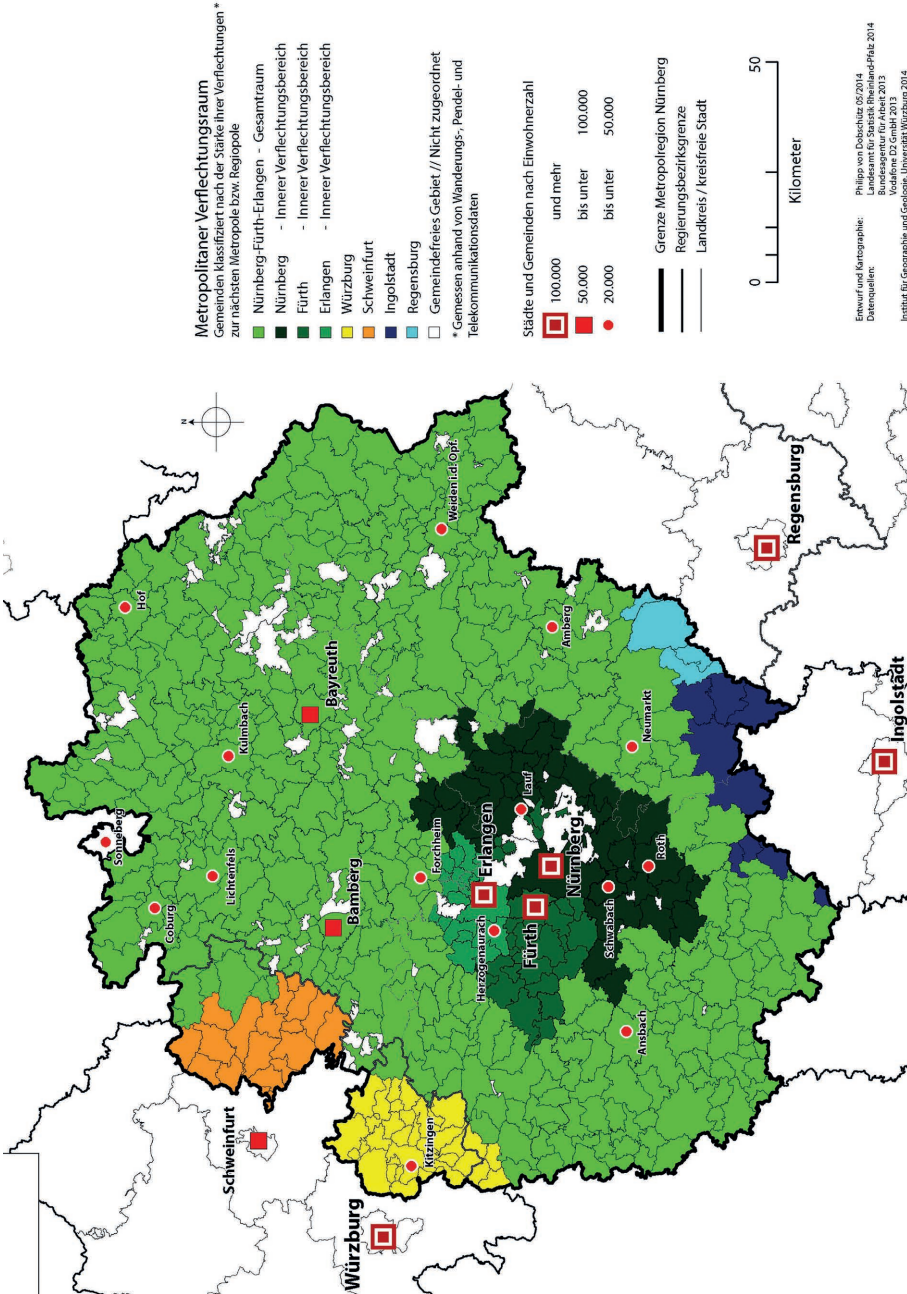 Metropolitaner Verflechtungsraum
Gemeinden klassifiziert nach der Stärke ihrer Verflechtungen *
zur nächsten Metropole bzw. Regiopole
Nürnberg-Fürth-Erlangen - Gesamtraum
Nürnberg - Innerer Verflechtungsbereich
Fürth - Innerer Verflechtungsbereich
Erlangen - Innerer Verflechtungsbereich
Würzburg
Schweinfurt
Ingolstadt
Regensburg
Gemeindefreies Gebiet // Nicht zugeordnet
* Gemessen anhand von Wanderungs-, Pendel- und
Telekommunikationsdaten
Städte und Gemeinden nach Einwohnerzahl
100.000 und mehr
50.000 bis unter 100.000
20.000 bis unter 50.000
Grenze Metropolregion Nürnberg
Regierungsbezirksgrenze
Landkreis / kreisfreie Stadt
0 50
Kilometer
Entwurf und Kartographie: Philipp von Dobschütz 05/2014
Datenquellen: Landesamt für Statistik Rheinland-Pfalz 2014
Bundesagentur für Arbeit 2013
Vodafone D2 GmbH 2013
Institut für Geographie und Geologie, Universität Würzburg 2014
N
Sonneberg
Hof
Coburg
Lichtenfels
Kulmbach
Schweinfurt
Bayreuth
Bamberg
Würzburg
Kitzingen
Forchheim
Weiden i.d. Opf.
Erlangen
Herzogenaurach
Lauf
Fürth
Nürnberg
Amberg
Schwabach
Ansbach
Roth
Neumarkt
Regensburg
Ingolstadt